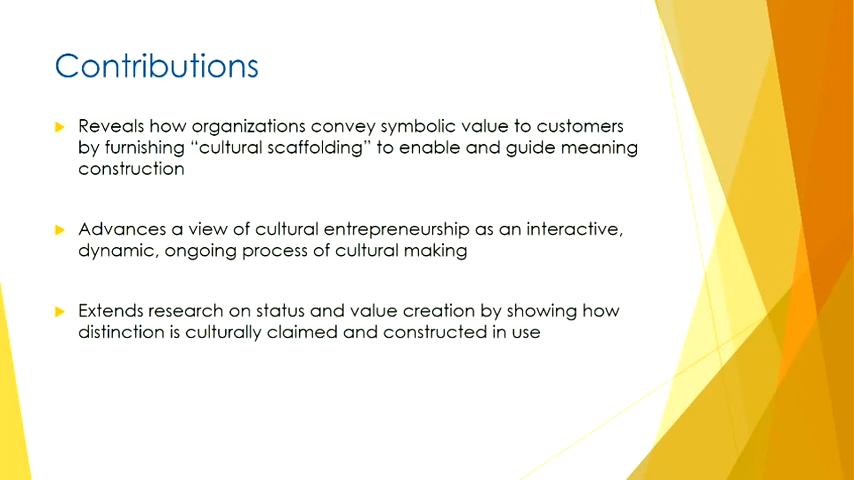 Contributions
Reveals how organizations convey symbolic value to customers
by furnishing “cultural scaffolding” to enable and guide meaning
construction
Advances a view of cultural entrepreneurship as an interactive,
dynamic, ongoing process of cultural making
Extends research on status and value creation by showing how
distinction is culturally claimed and constructed in use